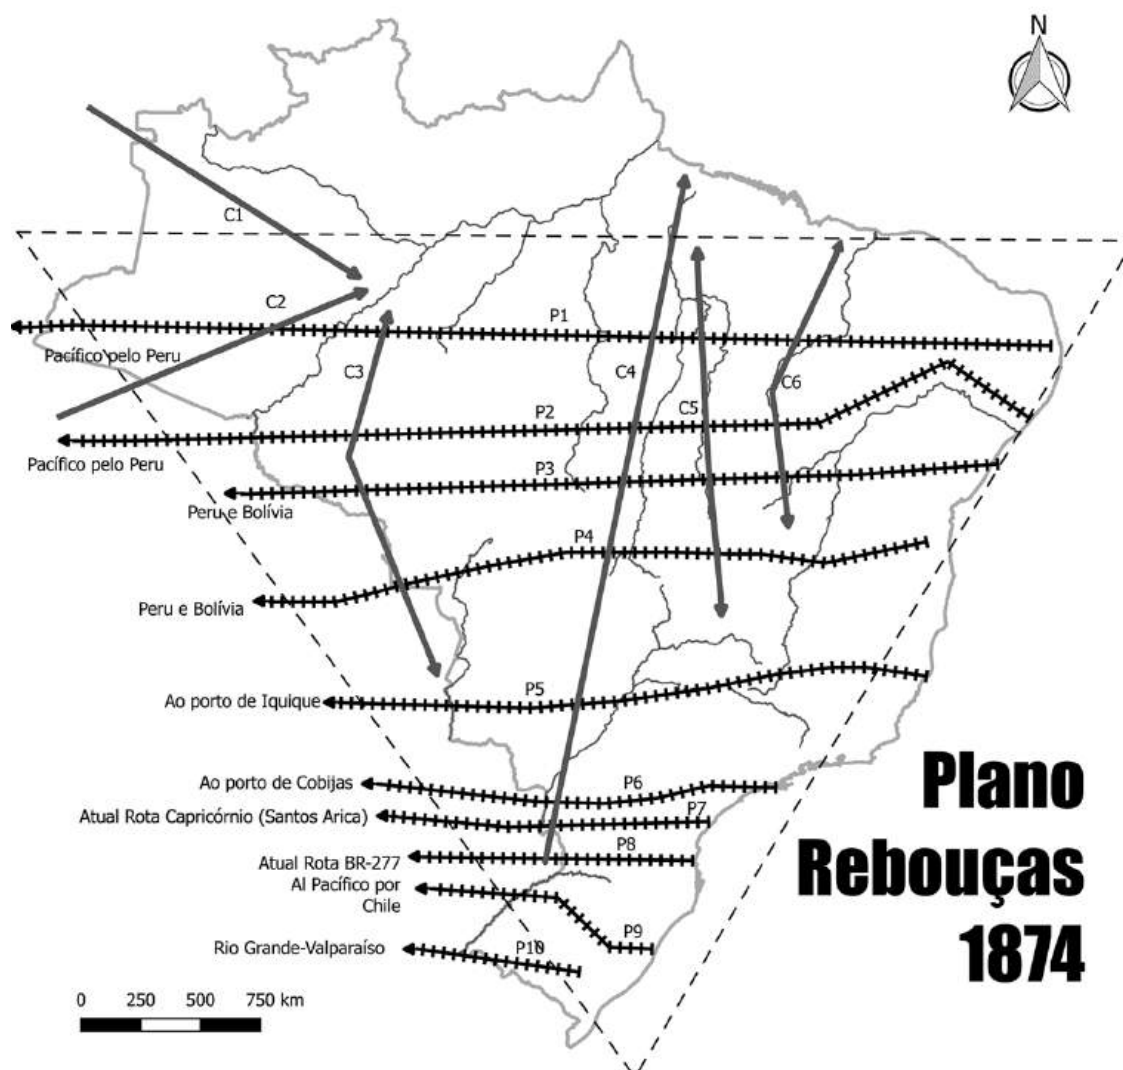 N
C1
C2
P1
Pacífico pelo Peru
C3
C4
C6
P2
C5
Pacífico pelo Peru
P3
Peru e Bolívia
P4
Peru e Bolívia
P5
Ao porto de Iquique
Plano
Rebouças
1874
Ao porto de Cobijas
P6
P7
Atual Rota Capricórnio (Santos Arica)
P8
Atual Rota BR-277
Al Pacífico por
Chile
P9
Rio Grande-Valparaíso
P10
0 250 500 750 km